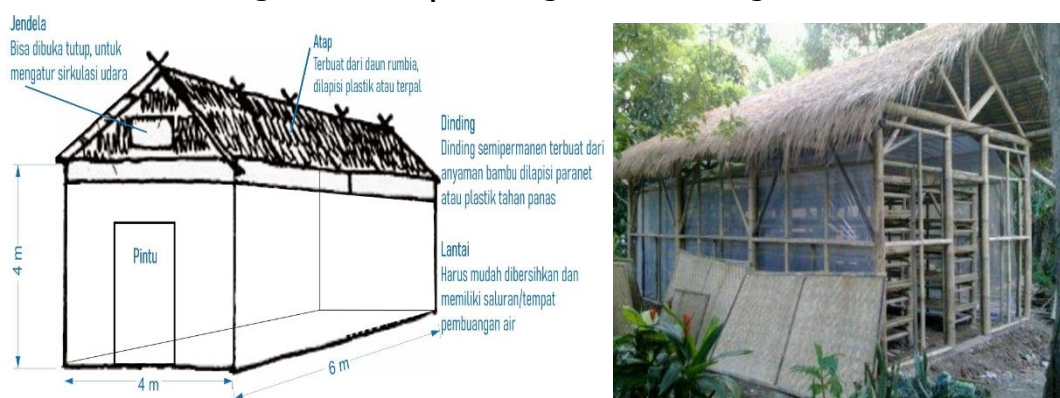 Jendela
Bisa dibuka tutup, untuk
mengatur sirkulasi udara
Atap
Terbuat dari daun rumbia,
dilapisi plastik atau terpal
Dinding
Dinding semipermanen terbuat dari
anyaman bambu dilapisi paranet
atau plastik tahan panas
Pintu
Lantai
Harus mudah dibersihkan dan
memiliki saluran/tempat
pembuangan air
4 m
4 m
6 m